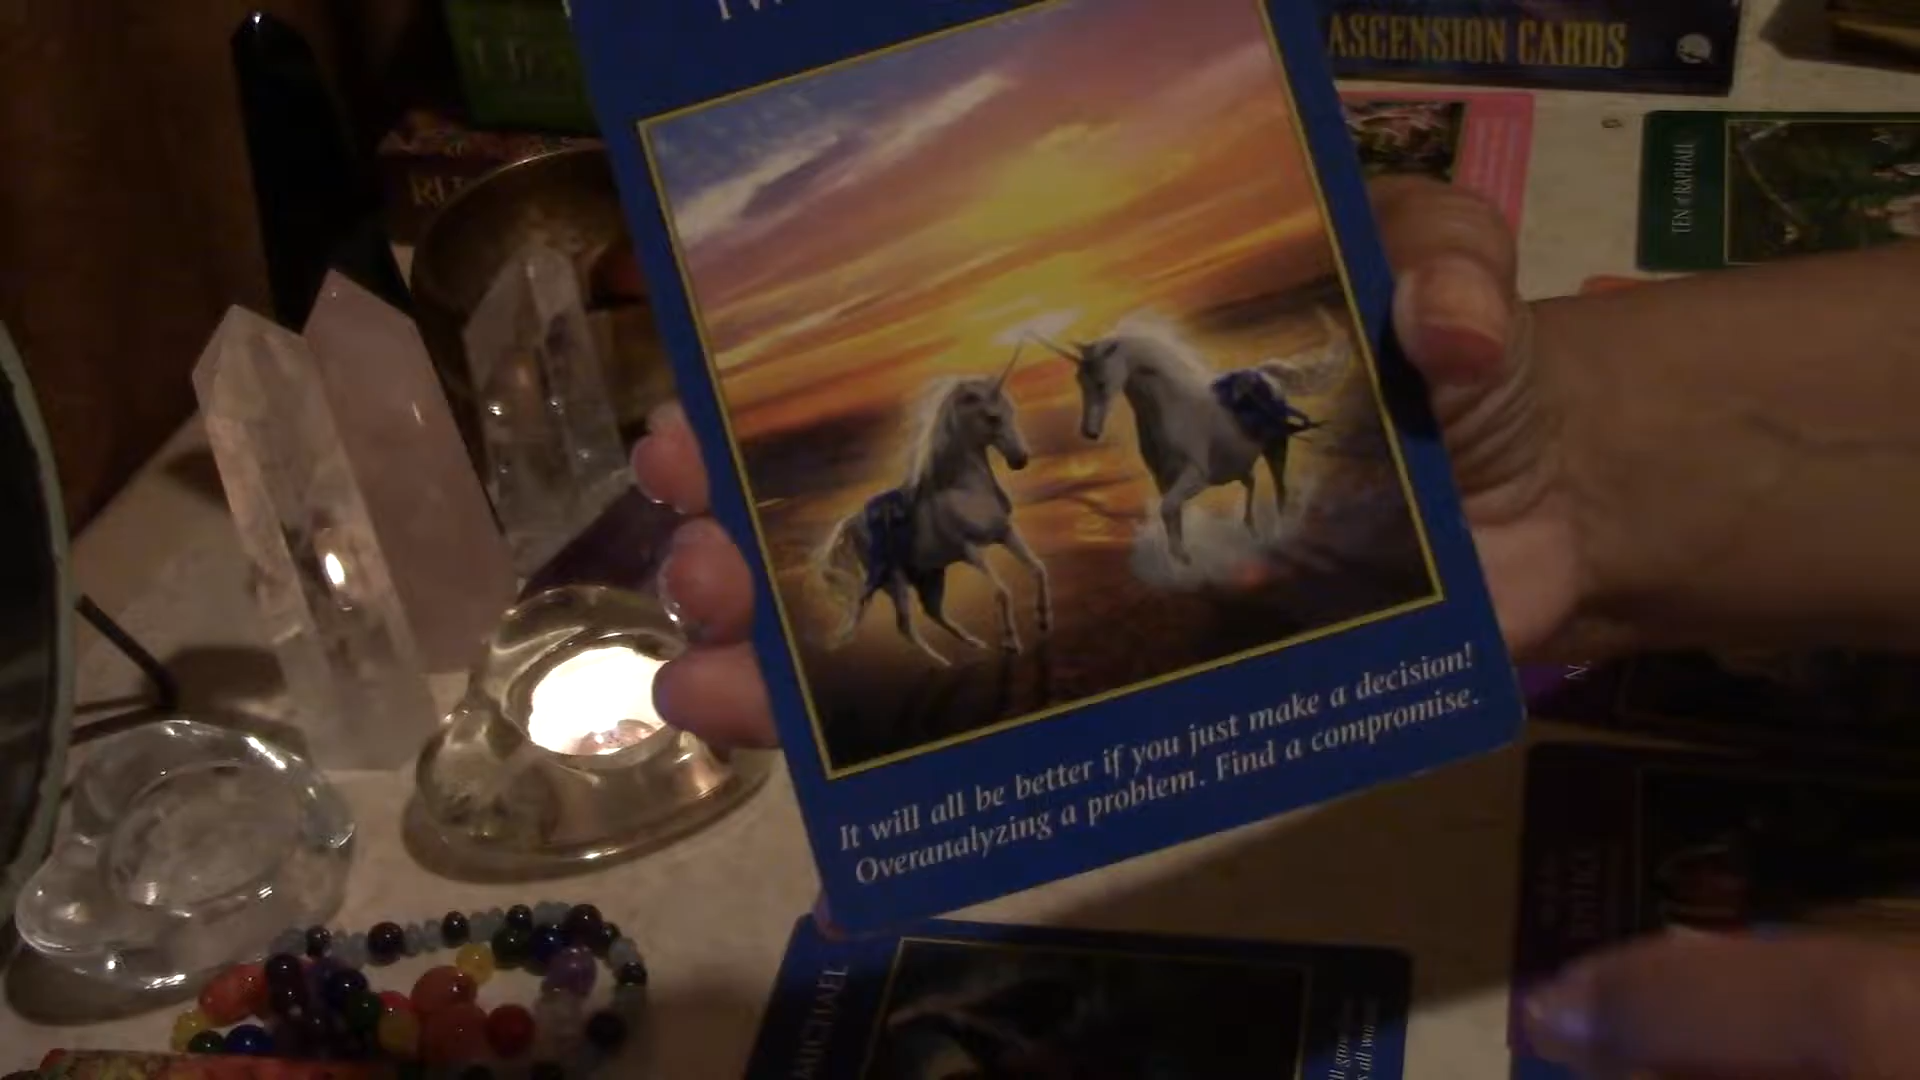 ASCENSION CARDS
TEN of RAPHAEL
It will all be better if you just make a decision!
Overanalyzing a problem. Find a compromise.
MICHAEL